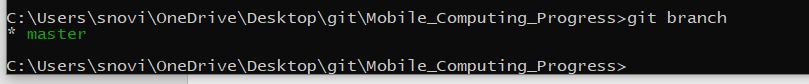 C:\Users\snovi\OneDrive\Desktop\git\Mobile_Computing_Progress>git branch
* master
C:\Users\snovi\OneDrive\Desktop\git\Mobile_Computing_Progress>